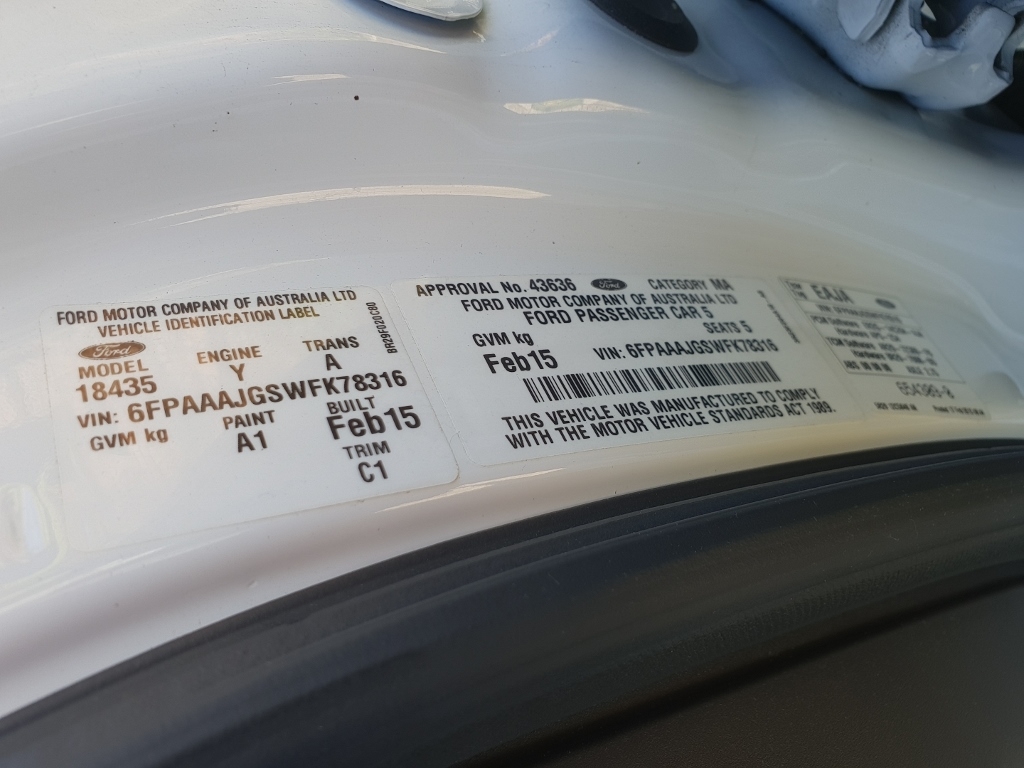 FORD MOTOR COMPANY OF AUSTRALIA LTD
VEHICLE IDENTIFICATION LABEL
Ford
MODEL ENGINE TRANS
18435 Y A
VIN: 6FPAAAJGSWFK78316
GVM kg PAINT BUILT
A1 Feb15
TRIM
C1
BR29F020C30
APPROVAL No. 43636 Ford CATEGORY MA
FORD MOTOR COMPANY OF AUSTRALIA LTD
FORD PASSENGER CAR 5
GVM kg SEATS 5
Feb15 VIN: 6FPAAAJGSWFK78316
THIS VEHICLE WAS MANUFACTURED TO COMPLY
WITH THE MOTOR VEHICLE STANDARDS ACT 1989.
EAJA